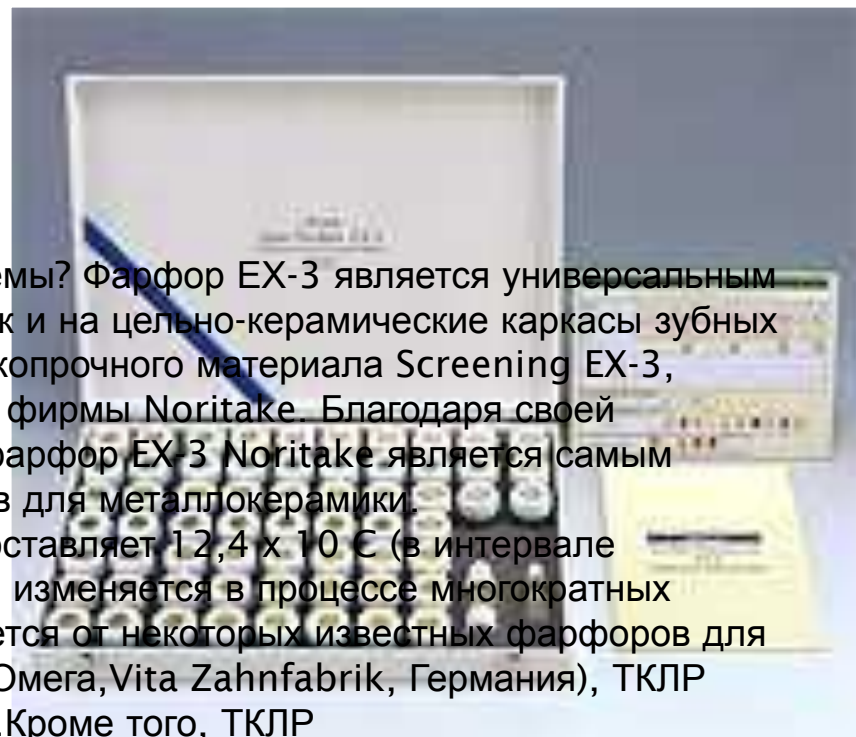 емы? Фарфор EX-3 является универсальным
к и на цельно-керамические каркасы зубных
копрочного материала Screening EX-3,
фирмы Noritake. Благодаря своей
фарфор EX-3 Noritake является самым
в для металлокерамики.
оставляет 12,4 x 10 C (в интервале
изменяется в процессе многократных
ется от некоторых известных фарфоров для
Омега,Vita Zahnfabrik, Германия), ТКЛР
.Кроме того, ТКЛР